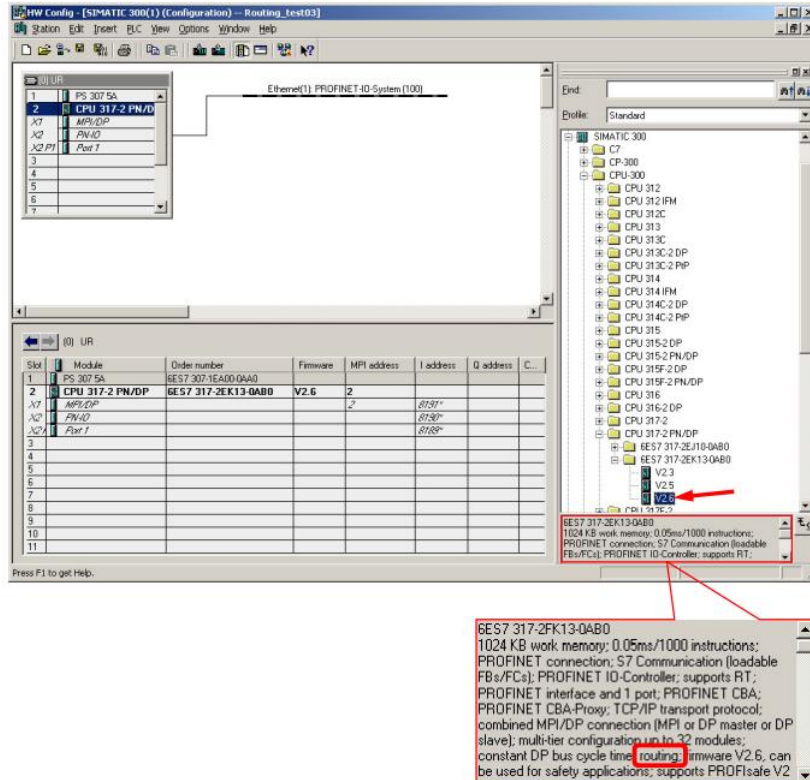 HW Config - [SIMATIC 300(1) (Configuration) -- Routing_test03]
Station Edit Insert PLC View Options Window Help
(0) UR
1 PS 307 5A
2 CPU 317-2 PN/D
X1 MPI/DP
X2 PN-IO
X2 P1 Port 1
3
4
5
6
7
Ethernet(1): PROFINET-IO-System (100)
Find:
Profile: Standard
SIMATIC 300
C7
CP-300
CPU-300
CPU 312
CPU 312 IFM
CPU 312C
CPU 313
CPU 313C
CPU 313C-2 DP
CPU 313C-2 PtP
CPU 314
CPU 314 IFM
CPU 314C-2 DP
CPU 314C-2 PtP
CPU 315
CPU 315-2 DP
CPU 315-2 PN/DP
CPU 315F-2 DP
CPU 315F-2 PN/DP
CPU 316
CPU 316-2 DP
CPU 317-2
CPU 317-2 PN/DP
6ES7 317-2EJ10-0AB0
6ES7 317-2EK13-0AB0
V2.3
V2.5
V2.6
CPU 317F-2
6ES7 317-2EK13-0AB0
1024 KB work memory; 0.05ms/1000 instructions;
PROFINET connection; S7 Communication (loadable
FBs/FCs); PROFINET IO-Controller; supports RT;
(0) UR
Slot Module Order number Firmware MPI address I address Q address C...
1 PS 307 5A 6ES7 307-1EA00-0AA0
2 CPU 317-2 PN/DP 6ES7 317-2EK13-0AB0 V2.6 2
X1 MPI/DP 2 8191*
X2 PN-IO 8190*
X2 Port 1 8189*
3
4
5
6
7
8
9
10
11
Press F1 to get Help.
6ES7 317-2FK13-0AB0
1024 KB work memory; 0.05ms/1000 instructions;
PROFINET connection; S7 Communication (loadable
FBs/FCs); PROFINET IO-Controller; supports RT;
PROFINET interface and 1 port; PROFINET CBA;
PROFINET CBA-Proxy; TCP/IP transport protocol;
combined MPI/DP connection (MPI or DP master or DP
slave); multi-tier configuration up to 32 modules;
constant DP bus cycle time; routing; firmware V2.6, can
be used for safety applications; supports PROFIsafe V2